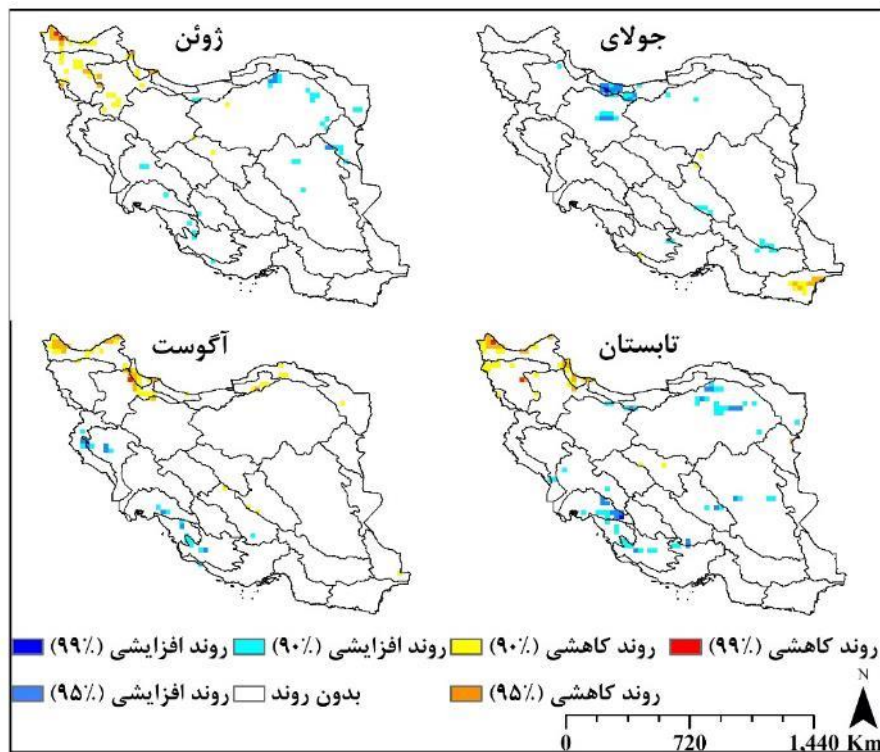 ژوئن
جولای
آگوست
تابستان
روند افزایشی (۹۹٪)
روند افزایشی (۹۰٪)
روند کاهشی (۹۰٪)
روند کاهشی (۹۹٪)
روند افزایشی (۹۵٪)
بدون روند
روند کاهشی (۹۵٪)
N
0 720 1,440 Km